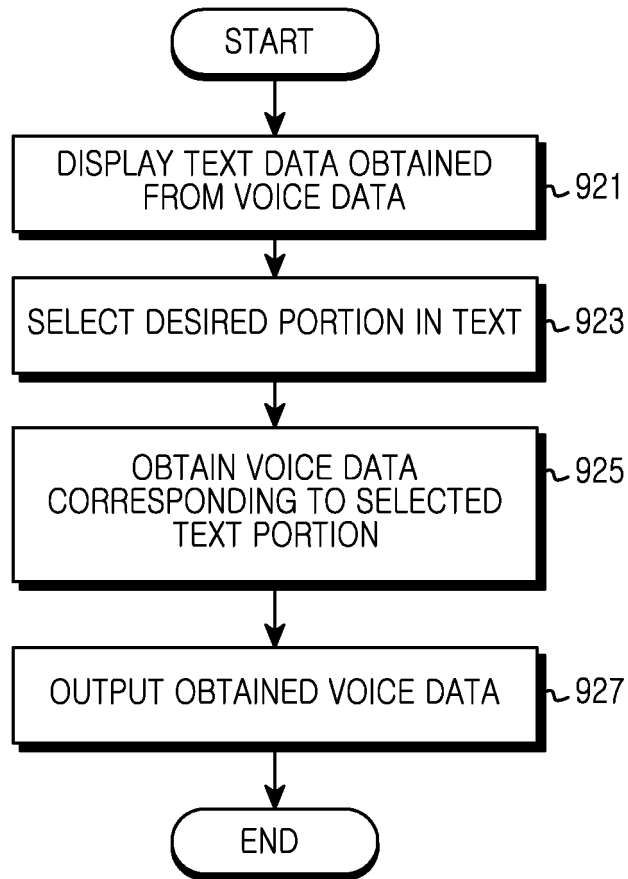 START
DISPLAY TEXT DATA OBTAINED
FROM VOICE DATA
921
SELECT DESIRED PORTION IN TEXT
923
OBTAIN VOICE DATA
CORRESPONDING TO SELECTED
TEXT PORTION
925
OUTPUT OBTAINED VOICE DATA
927
END